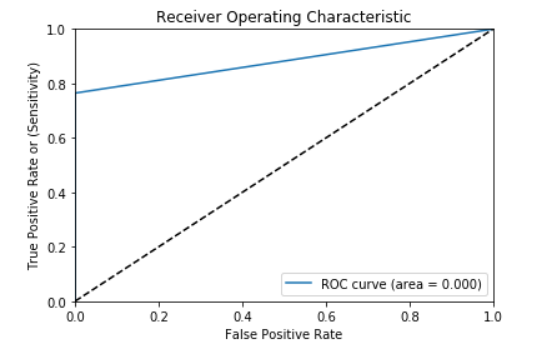 Receiver Operating Characteristic
True Positive Rate or (Sensitivity)
1.0
0.8
0.6
0.4
0.2
0.0
ROC curve (area = 0.000)
0.0 0.2 0.4 0.6 0.8 1.0
False Positive Rate